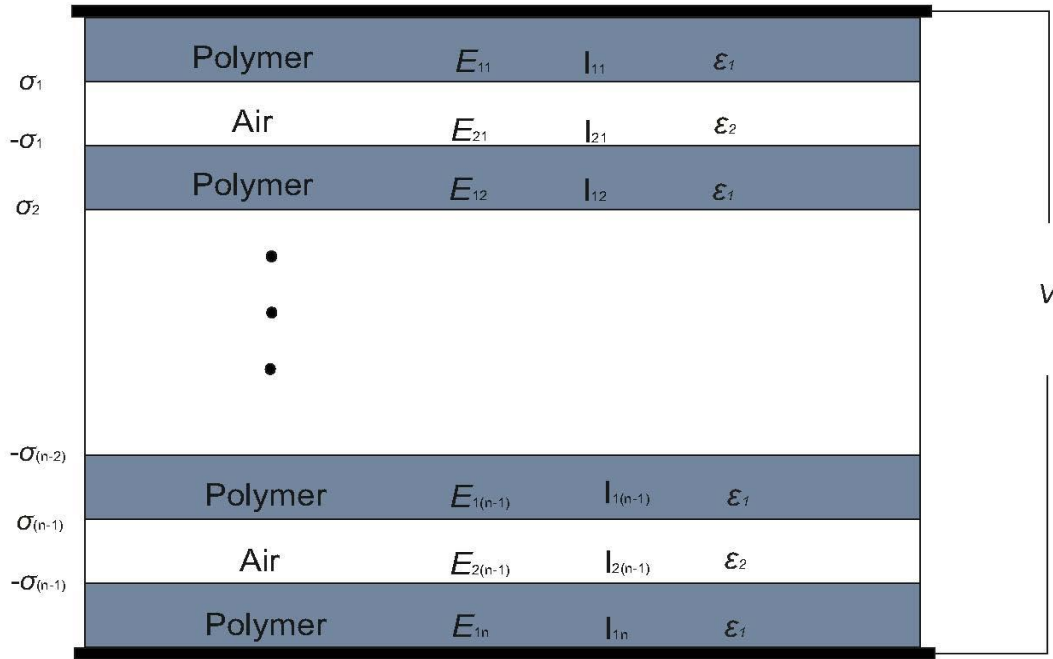 Polymer E₁₁ l₁₁ ε₁
σ₁
Air E₂₁ l₂₁ ε₂
-σ₁
Polymer E₁₂ l₁₂ ε₁
σ₂
V
-σ₍ₙ₋₂₎
Polymer E₁₍ₙ₋₁₎ l₁₍ₙ₋₁₎ ε₁
σ₍ₙ₋₁₎
Air E₂₍ₙ₋₁₎ l₂₍ₙ₋₁₎ ε₂
-σ₍ₙ₋₁₎
Polymer E₁ₙ l₁ₙ ε₁